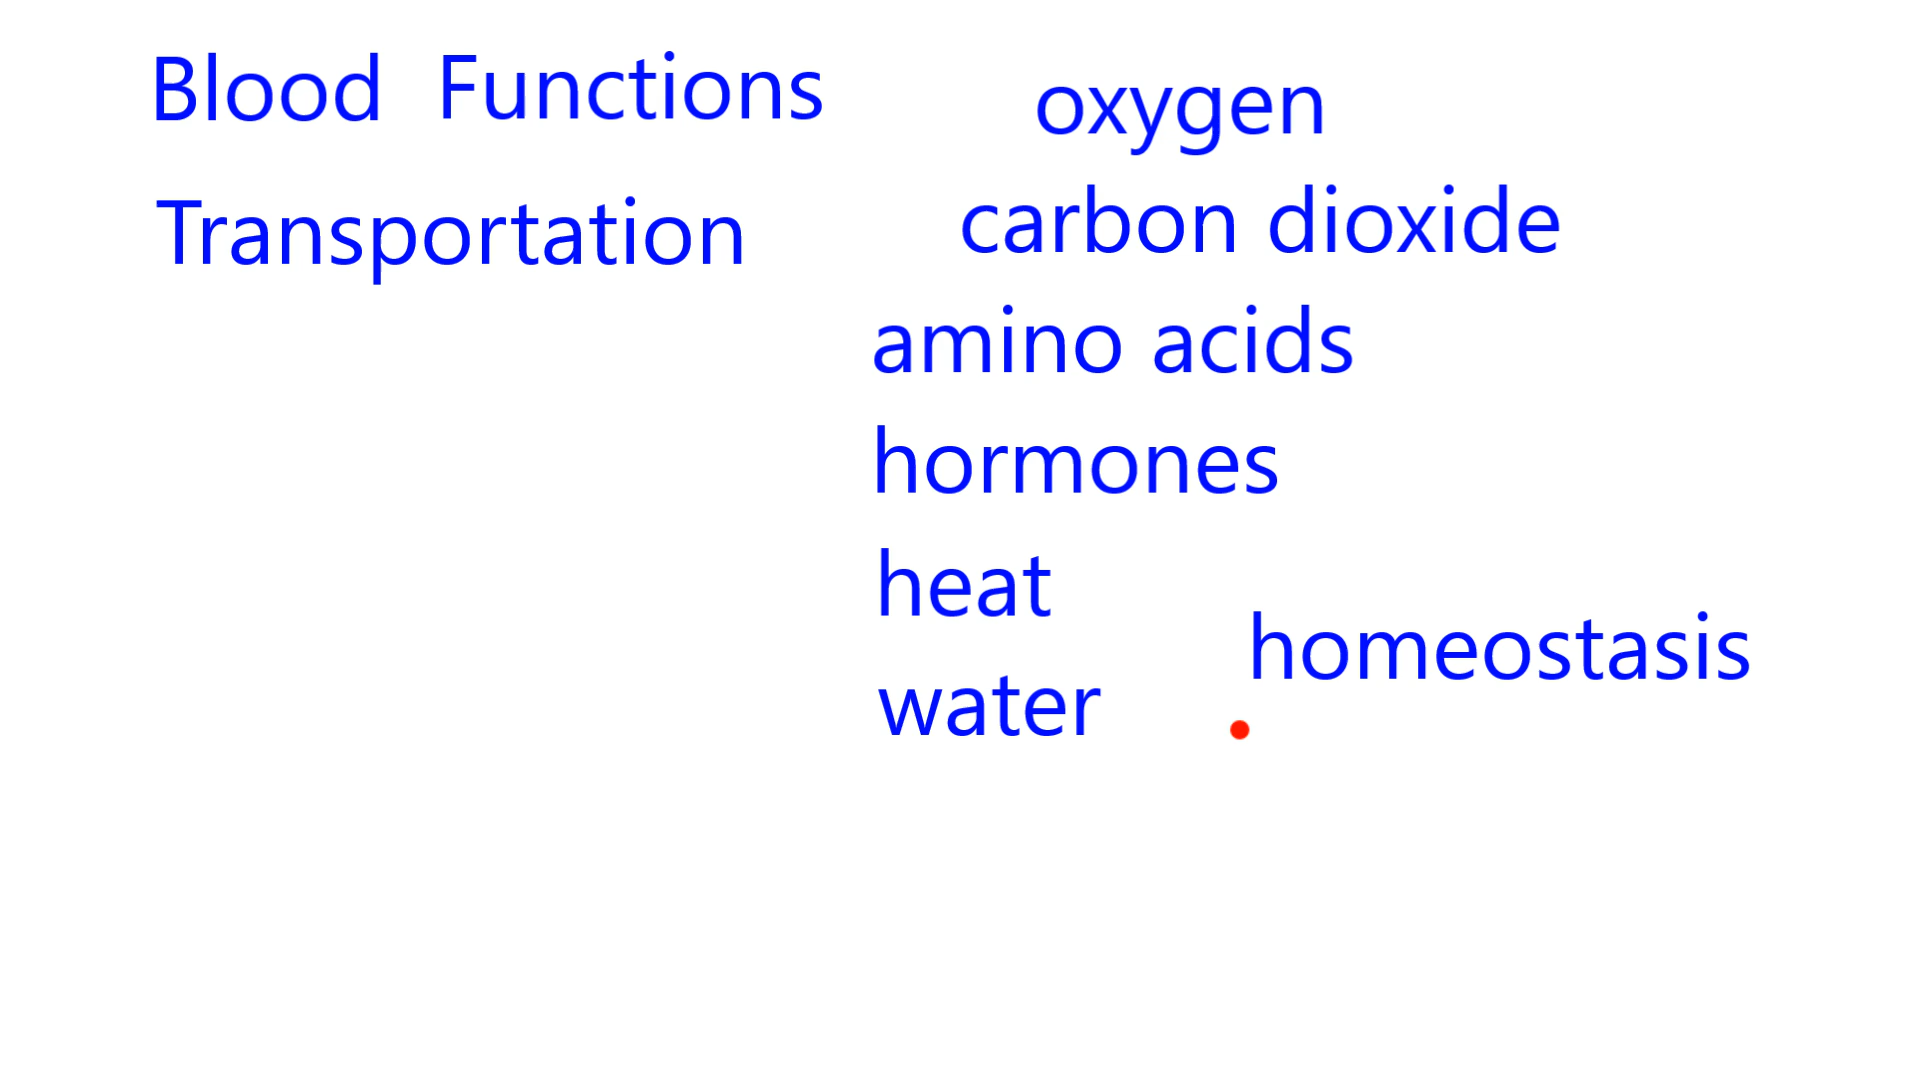 Blood Functions
Transportation
oxygen
carbon dioxide
amino acids
hormones
heat
water
homeostasis